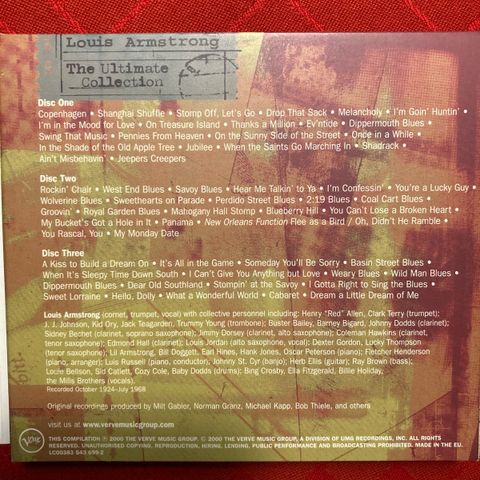 Louis Armstrong
The Ultimate
Collection
Disc One
Copenhagen • Shanghai Shuffle • Stomp Off, Let's Go • Drop That Sack • Melancholy • I'm Goin' Huntin' •
I'm in the Mood for Love • On Treasure Island • Thanks a Million • Ev'ntide • Dippermouth Blues •
Swing That Music • Pennies From Heaven • On the Sunny Side of the Street • Once in a While •
In the Shade of the Old Apple Tree • Jubilee • When the Saints Go Marching In • Shadrack •
Ain't Misbehavin' • Jeepers Creepers
Disc Two
Rockin' Chair • West End Blues • Savoy Blues • Hear Me Talkin' to Ya • I'm Confessin' • You're a Lucky Guy •
Wolverine Blues • Sweethearts on Parade • Perdido Street Blues • 2:19 Blues • Coal Cart Blues •
Groovin' • Royal Garden Blues • Mahogany Hall Stomp • Blueberry Hill • You Can't Lose a Broken Heart •
My Bucket's Got a Hole in It • Panama • New Orleans Function Flee as a Bird / Oh, Didn't He Ramble •
You Rascal, You • My Monday Date
Disc Three
A Kiss to Build a Dream On • It's All in the Game • Someday You'll Be Sorry • Basin Street Blues •
When It's Sleepy Time Down South • I Can't Give You Anything but Love • Weary Blues • Wild Man Blues •
Dippermouth Blues • Dear Old Southland • Stompin' at the Savoy • I Gotta Right to Sing the Blues •
Sweet Lorraine • Hello, Dolly • What a Wonderful World • Cabaret • Dream a Little Dream of Me
Louis Armstrong (cornet, trumpet, vocal) with collective personnel including: Henry "Red" Allen, Clark Terry (trumpet);
J. J. Johnson, Kid Ory, Jack Teagarden, Trummy Young (trombone); Buster Bailey, Barney Bigard, Johnny Dodds (clarinet);
Sidney Bechet (clarinet, soprano saxophone); Jimmy Dorsey (clarinet, alto saxophone); Coleman Hawkins (clarinet,
tenor saxophone); Edmond Hall (clarinet); Louis Jordan (alto saxophone); Dexter Gordon, Lucky Thompson
(tenor saxophone); Lil Armstrong, Bill Doggett, Earl Hines, Hank Jones, Oscar Peterson (piano); Fletcher Henderson
(piano, arranger); Luis Russell (piano, conductor), Johnny St. Cyr (banjo); Herb Ellis (guitar); Ray Brown (bass);
Louie Bellson, Sid Catlett, Cozy Cole, Baby Dodds (drums); Bing Crosby, Ella Fitzgerald, Billie Holiday,
the Mills Brothers (vocals).
Recorded October 1924-July 1968
Original recordings produced by Milt Gabler, Norman Granz, Michael Kapp, Bob Thiele, and others
visit us at www.vervemusicgroup.com
Verve
THIS COMPILATION ℗ 2000 THE VERVE MUSIC GROUP. © 2000 THE VERVE MUSIC GROUP, A DIVISION OF UMG RECORDINGS, INC. ALL RIGHTS
RESERVED. UNAUTHORISED COPYING, REPRODUCTION, HIRING, LENDING, PUBLIC PERFORMANCE AND BROADCASTING PROHIBITED. MADE IN THE EU.
LC00383 543 699-2